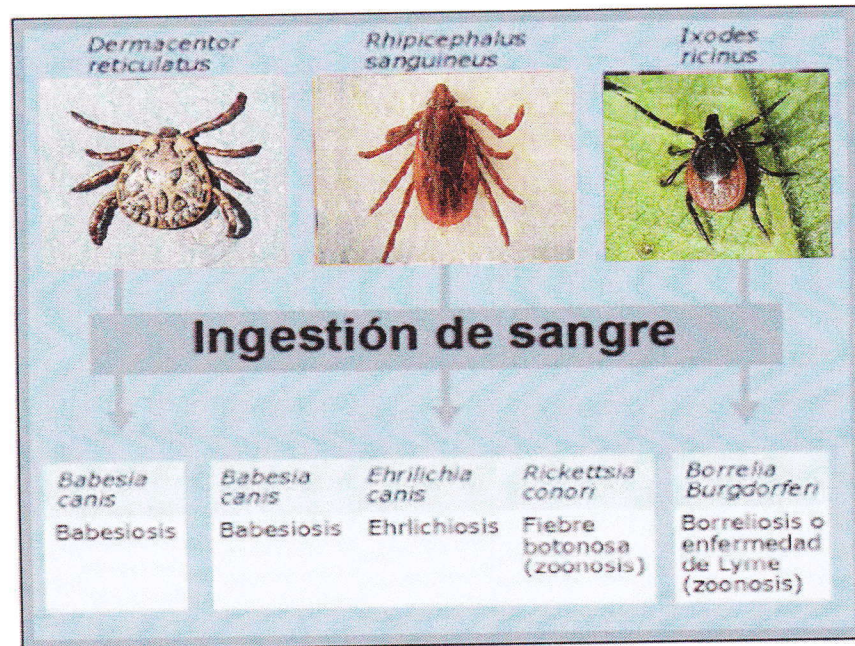 Dermacentor
reticulatus
Rhipicephalus
sanguineus
Ixodes
ricinus
Ingestión de sangre
Babesia
canis
Babesiosis
Babesia
canis
Babesiosis
Ehrilichia
canis
Ehrlichiosis
Rickettsia
conori
Fiebre
botonosa
(zoonosis)
Borrelia
Burgdorferi
Borreliosis o
enfermedad
de Lyme
(zoonosis)